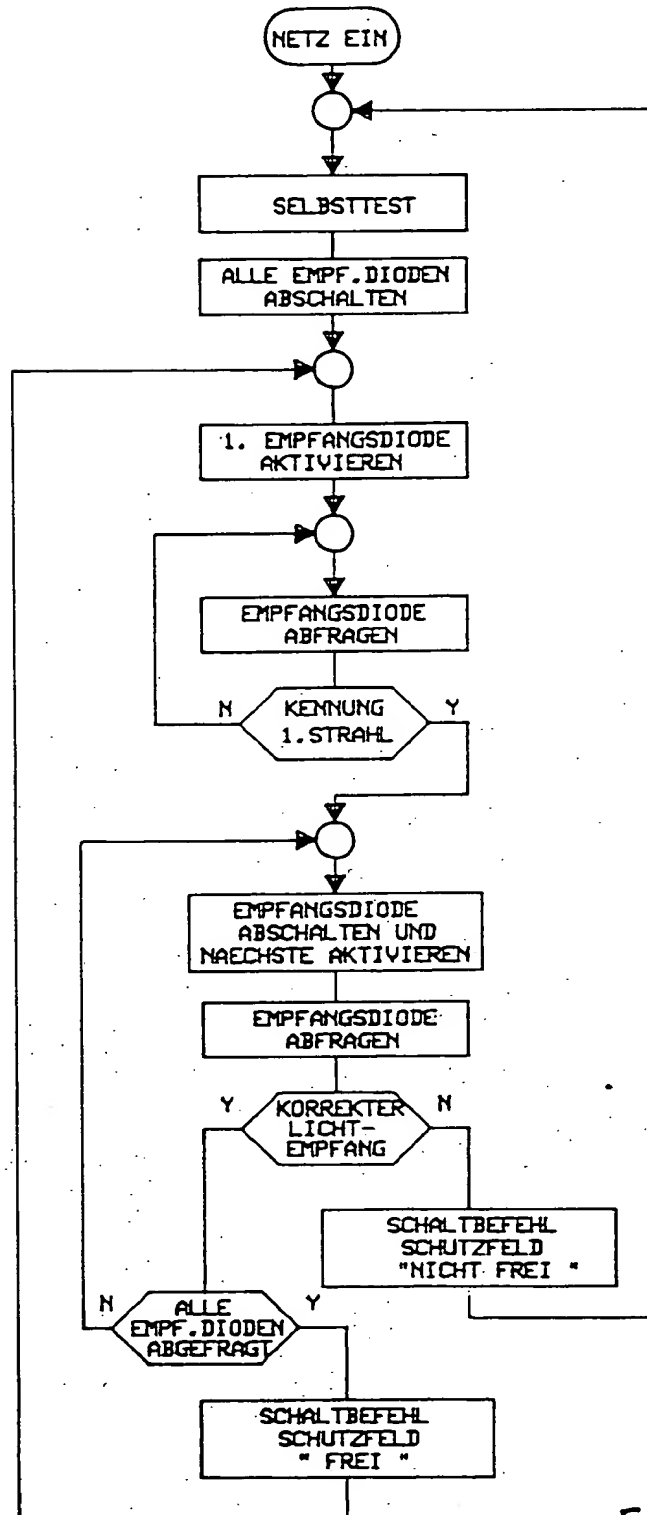 NETZ EIN
SELBSTTEST
ALLE EMPF.DIODEN
ABSCHALTEN
1. EMPFANGSDIODE
AKTIVIEREN
EMPFANGSDIODE
ABFRAGEN
N
KENNUNG
1.STRAHL
Y
EMPFANGSDIODE
ABSCHALTEN UND
NAECHSTE AKTIVIEREN
EMPFANGSDIODE
ABFRAGEN
Y
KORREKTER
LICHT-
EMPFANG
N
SCHALTBEFEHL
SCHUTZFELD
"NICHT FREI "
N
ALLE
EMPF.DIODEN
ABGEFRAGT
Y
SCHALTBEFEHL
SCHUTZFELD
" FREI "